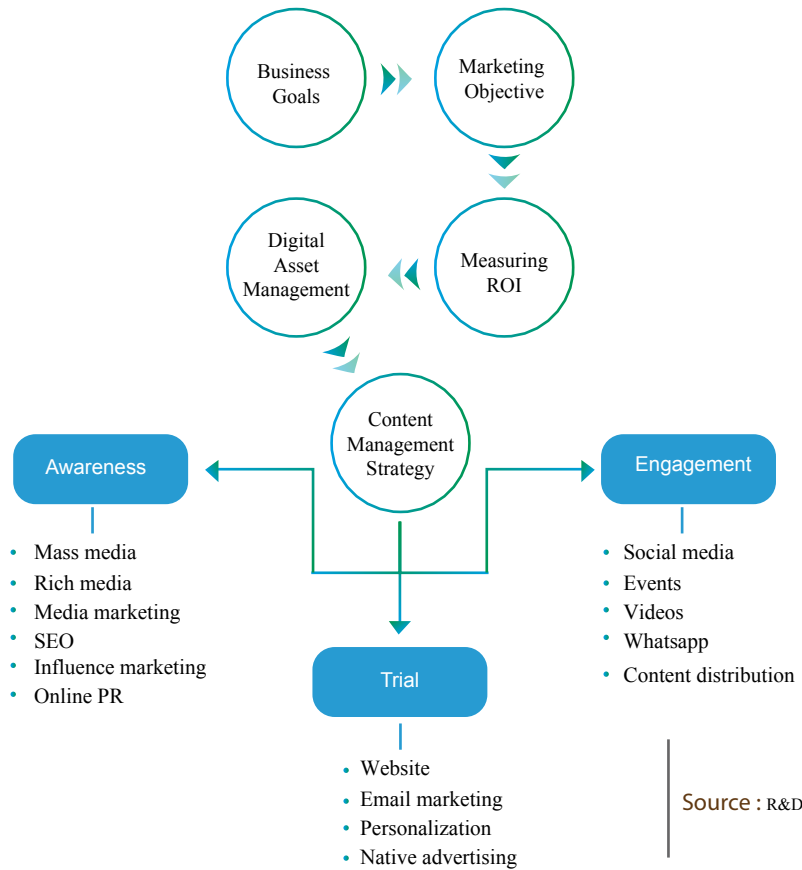 Business
Goals
Marketing
Objective
Digital
Asset
Management
Measuring
ROI
Content
Management
Strategy
Awareness
• Mass media
• Rich media
• Media marketing
• SEO
• Influence marketing
• Online PR
Trial
• Website
• Email marketing
• Personalization
• Native advertising
Engagement
• Social media
• Events
• Videos
• Whatsapp
• Content distribution
Source : R&D